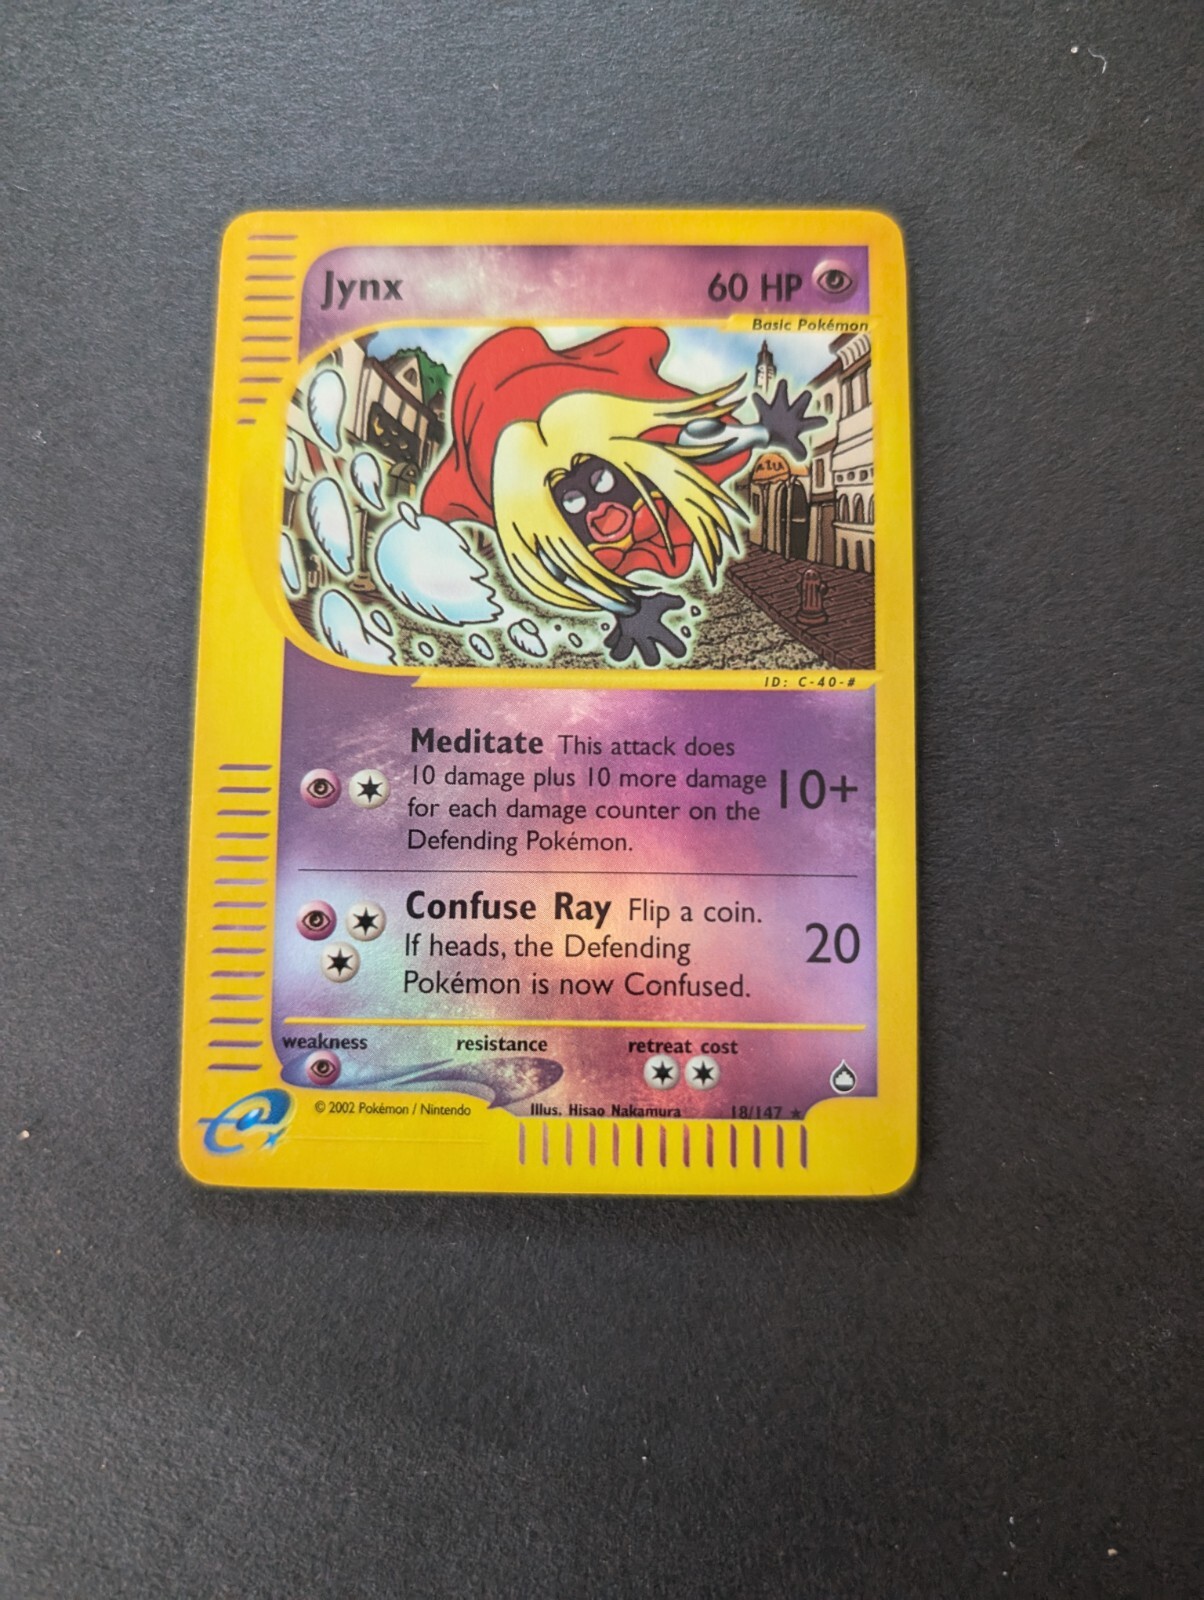 Jynx
60 HP
Basic Pokémon
ID: C-40-#
Meditate This attack does
10 damage plus 10 more damage
for each damage counter on the
Defending Pokémon.
10+
Confuse Ray Flip a coin.
If heads, the Defending
Pokémon is now Confused.
20
weakness
resistance
retreat cost
© 2002 Pokémon / Nintendo
Illus. Hisao Nakamura
18/147 ★